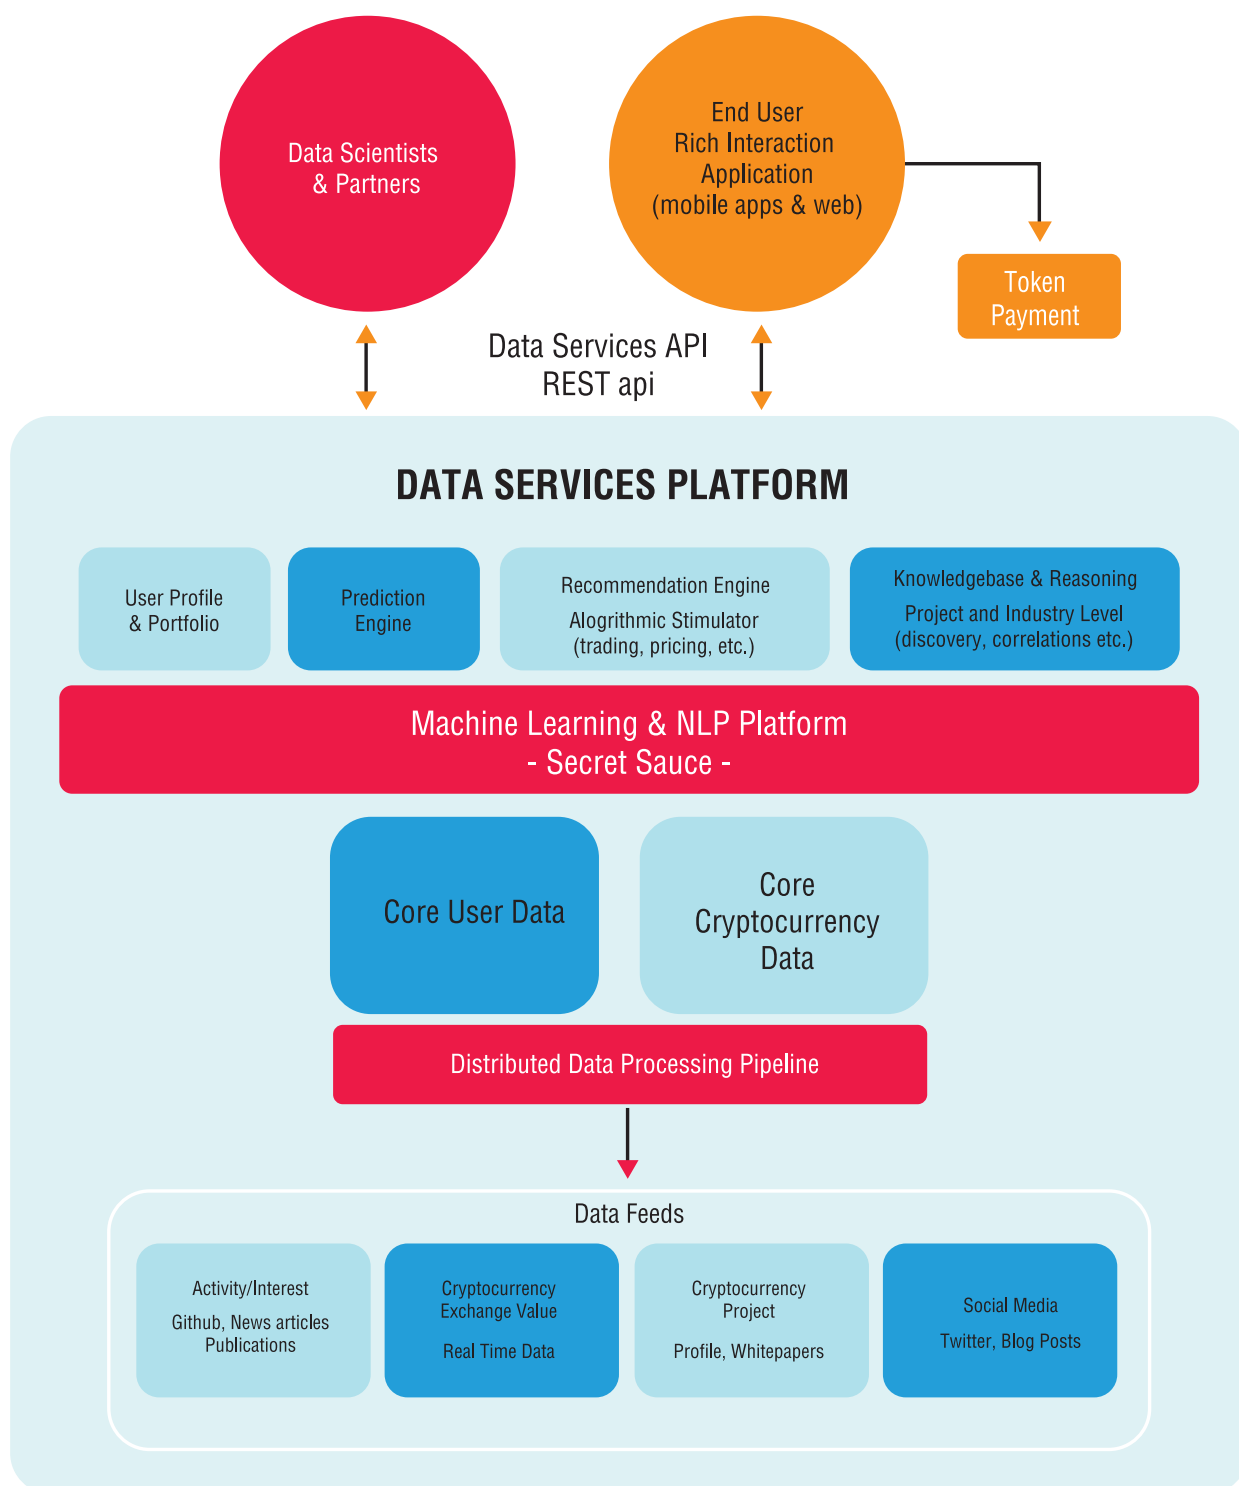 Data Scientists
& Partners
End User
Rich Interaction
Application
(mobile apps & web)
Token
Payment
Data Services API
REST api
DATA SERVICES PLATFORM
User Profile
& Portfolio
Prediction
Engine
Recommendation Engine
Alogrithmic Stimulator
(trading, pricing, etc.)
Knowledgebase & Reasoning
Project and Industry Level
(discovery, correlations etc.)
Machine Learning & NLP Platform
- Secret Sauce -
Core User Data
Core
Cryptocurrency
Data
Distributed Data Processing Pipeline
Data Feeds
Activity/Interest
Github, News articles
Publications
Cryptocurrency
Exchange Value
Real Time Data
Cryptocurrency
Project
Profile, Whitepapers
Social Media
Twitter, Blog Posts